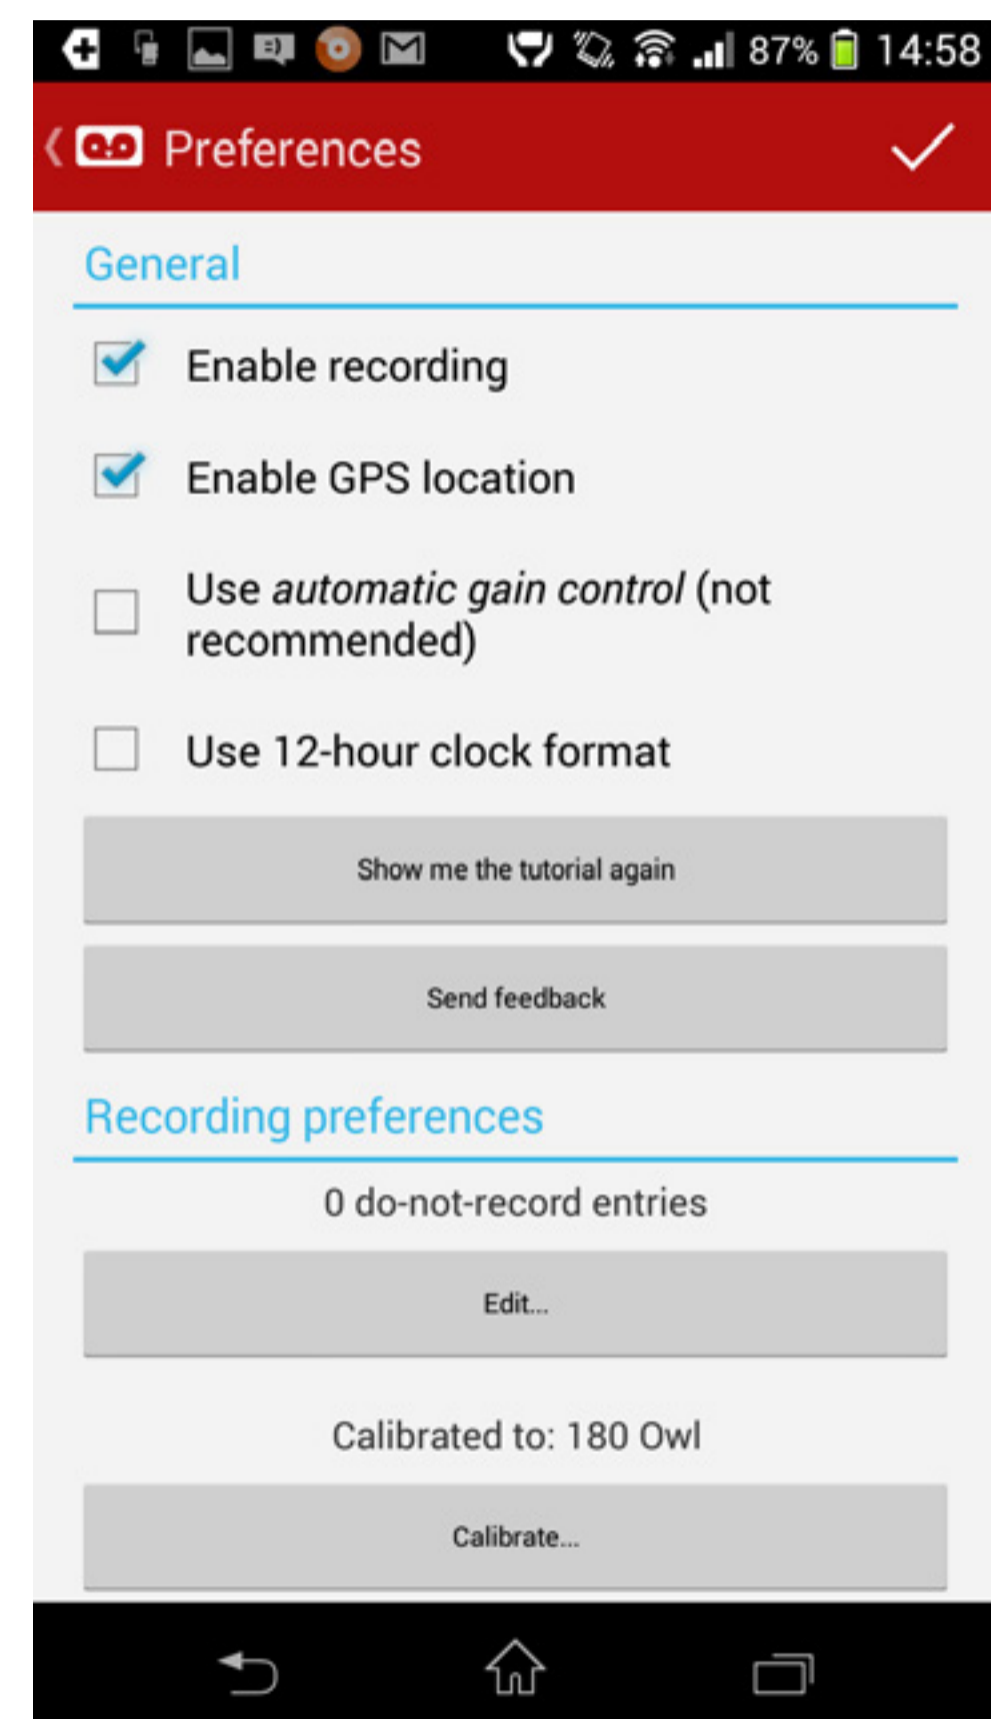 87% 14:58
Preferences
General
Enable recording
Enable GPS location
Use automatic gain control (not
recommended)
Use 12-hour clock format
Show me the tutorial again
Send feedback
Recording preferences
0 do-not-record entries
Edit...
Calibrated to: 180 Owl
Calibrate...